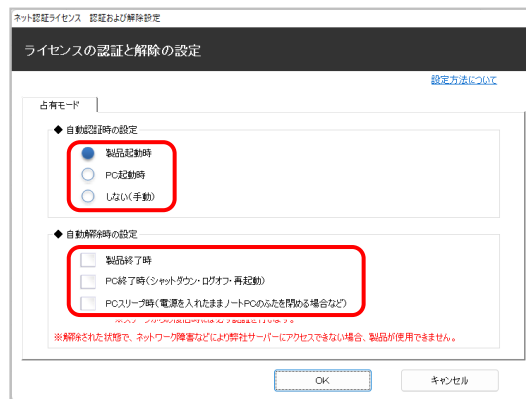 ネット認証ライセンス 認証および解除設定
ライセンスの認証と解除の設定
設定方法について
占有モード
◆ 自動認証時の設定
製品起動時
PC起動時
しない(手動)
◆ 自動解除時の設定
製品終了時
PC終了時(シャットダウン・ログオフ・再起動)
PCスリープ時(電源を入れたままノートPCのふたを閉める場合など)
※解除された状態で、ネットワーク障害などにより弊社サーバーにアクセスできない場合、製品が使用できません。
OK
キャンセル